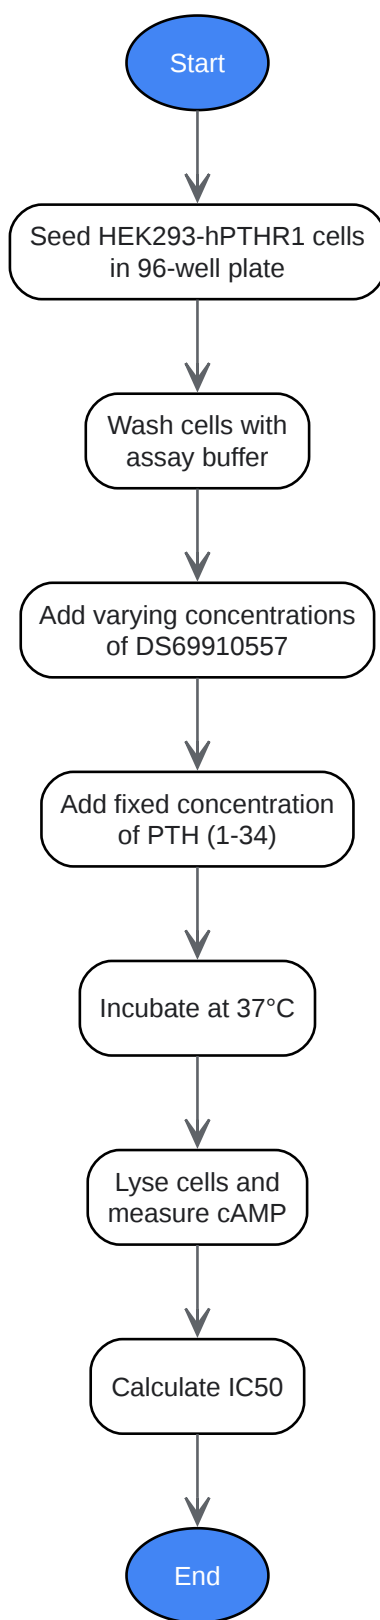 Start
Seed HEK293-hPTHR1 cells
in 96-well plate
Wash cells with
assay buffer
Add varying concentrations
of DS69910557
Add fixed concentration
of PTH (1-34)
Incubate at 37°C
Lyse cells and
measure cAMP
Calculate IC50
End